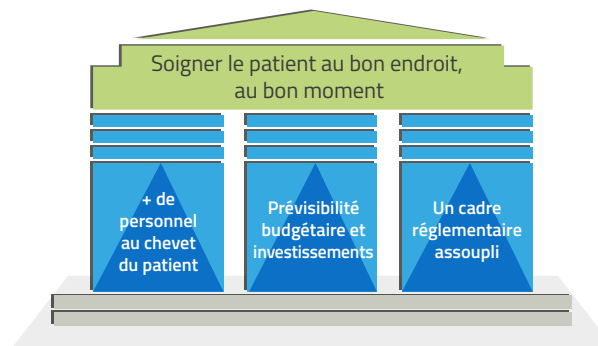 Soigner le patient au bon endroit,
au bon moment
+ de
personnel
au chevet
du patient
Prévisibilité
budgétaire et
investissements
Un cadre
réglementaire
assoupli